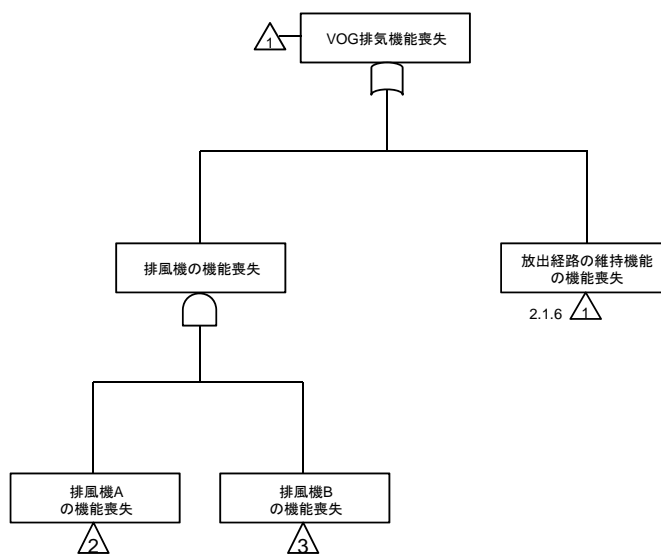 1
VOG排気機能喪失
排風機の機能喪失
放出経路の維持機能
の機能喪失
2.1.6
1
排風機A
の機能喪失
排風機B
の機能喪失
2
3